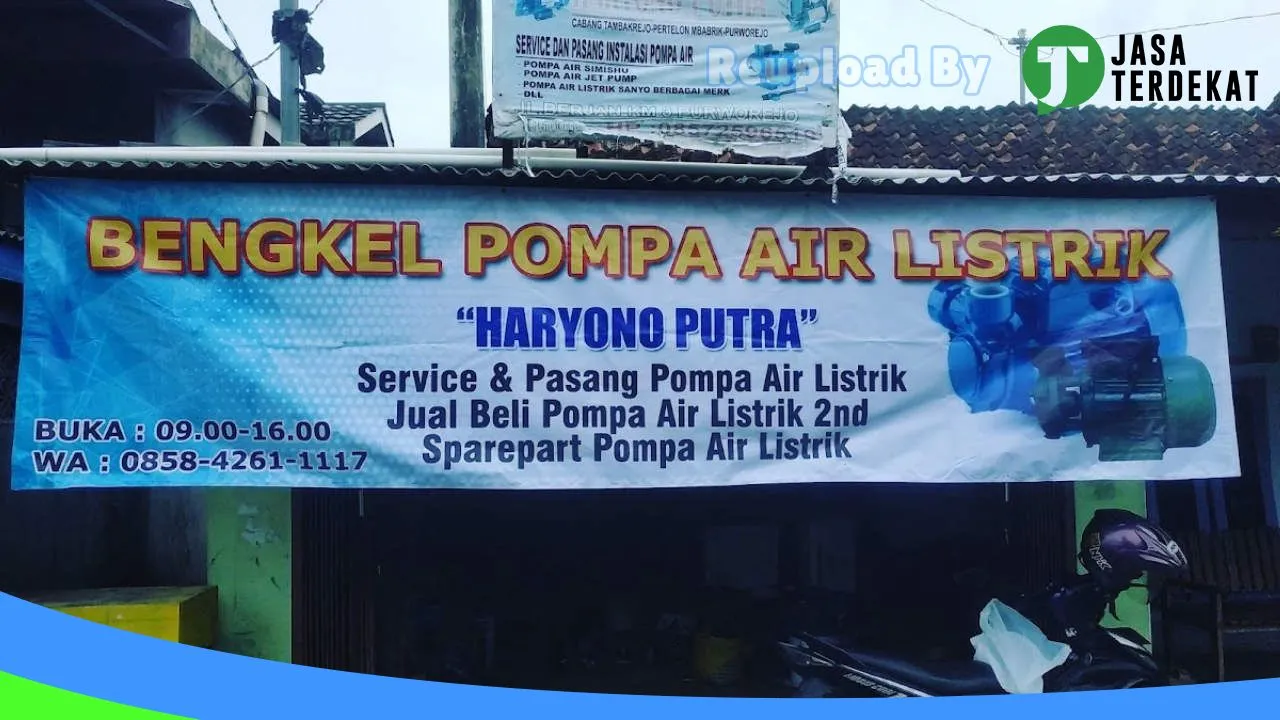 CABANG TAMBAKREJO-PERTELON MBABRIK-PURWOREJO
SERVICE DAN PASANG INSTALASI POMPA AIR
- POMPA AIR SIMISHU
- POMPA AIR JET PUMP
- POMPA AIR LISTRIK SANYO BERBAGAI MERK
- DLL
PURWOREJO
Reupload By
JASA
TERDEKAT
BENGKEL POMPA AIR LISTRIK
"HARYONO PUTRA"
Service & Pasang Pompa Air Listrik
Jual Beli Pompa Air Listrik 2nd
Sparepart Pompa Air Listrik
BUKA : 09.00-16.00
WA : 0858-4261-1117